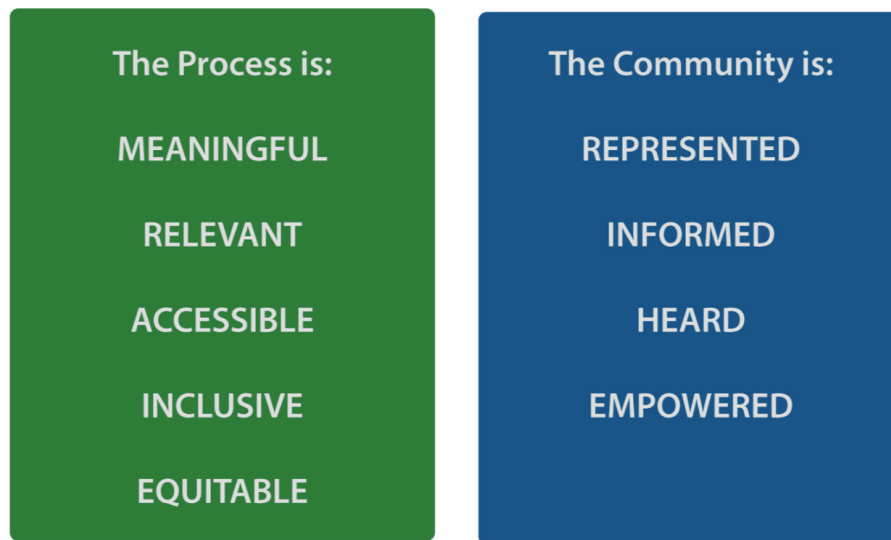 The Process is:
MEANINGFUL
RELEVANT
ACCESSIBLE
INCLUSIVE
EQUITABLE
The Community is:
REPRESENTED
INFORMED
HEARD
EMPOWERED